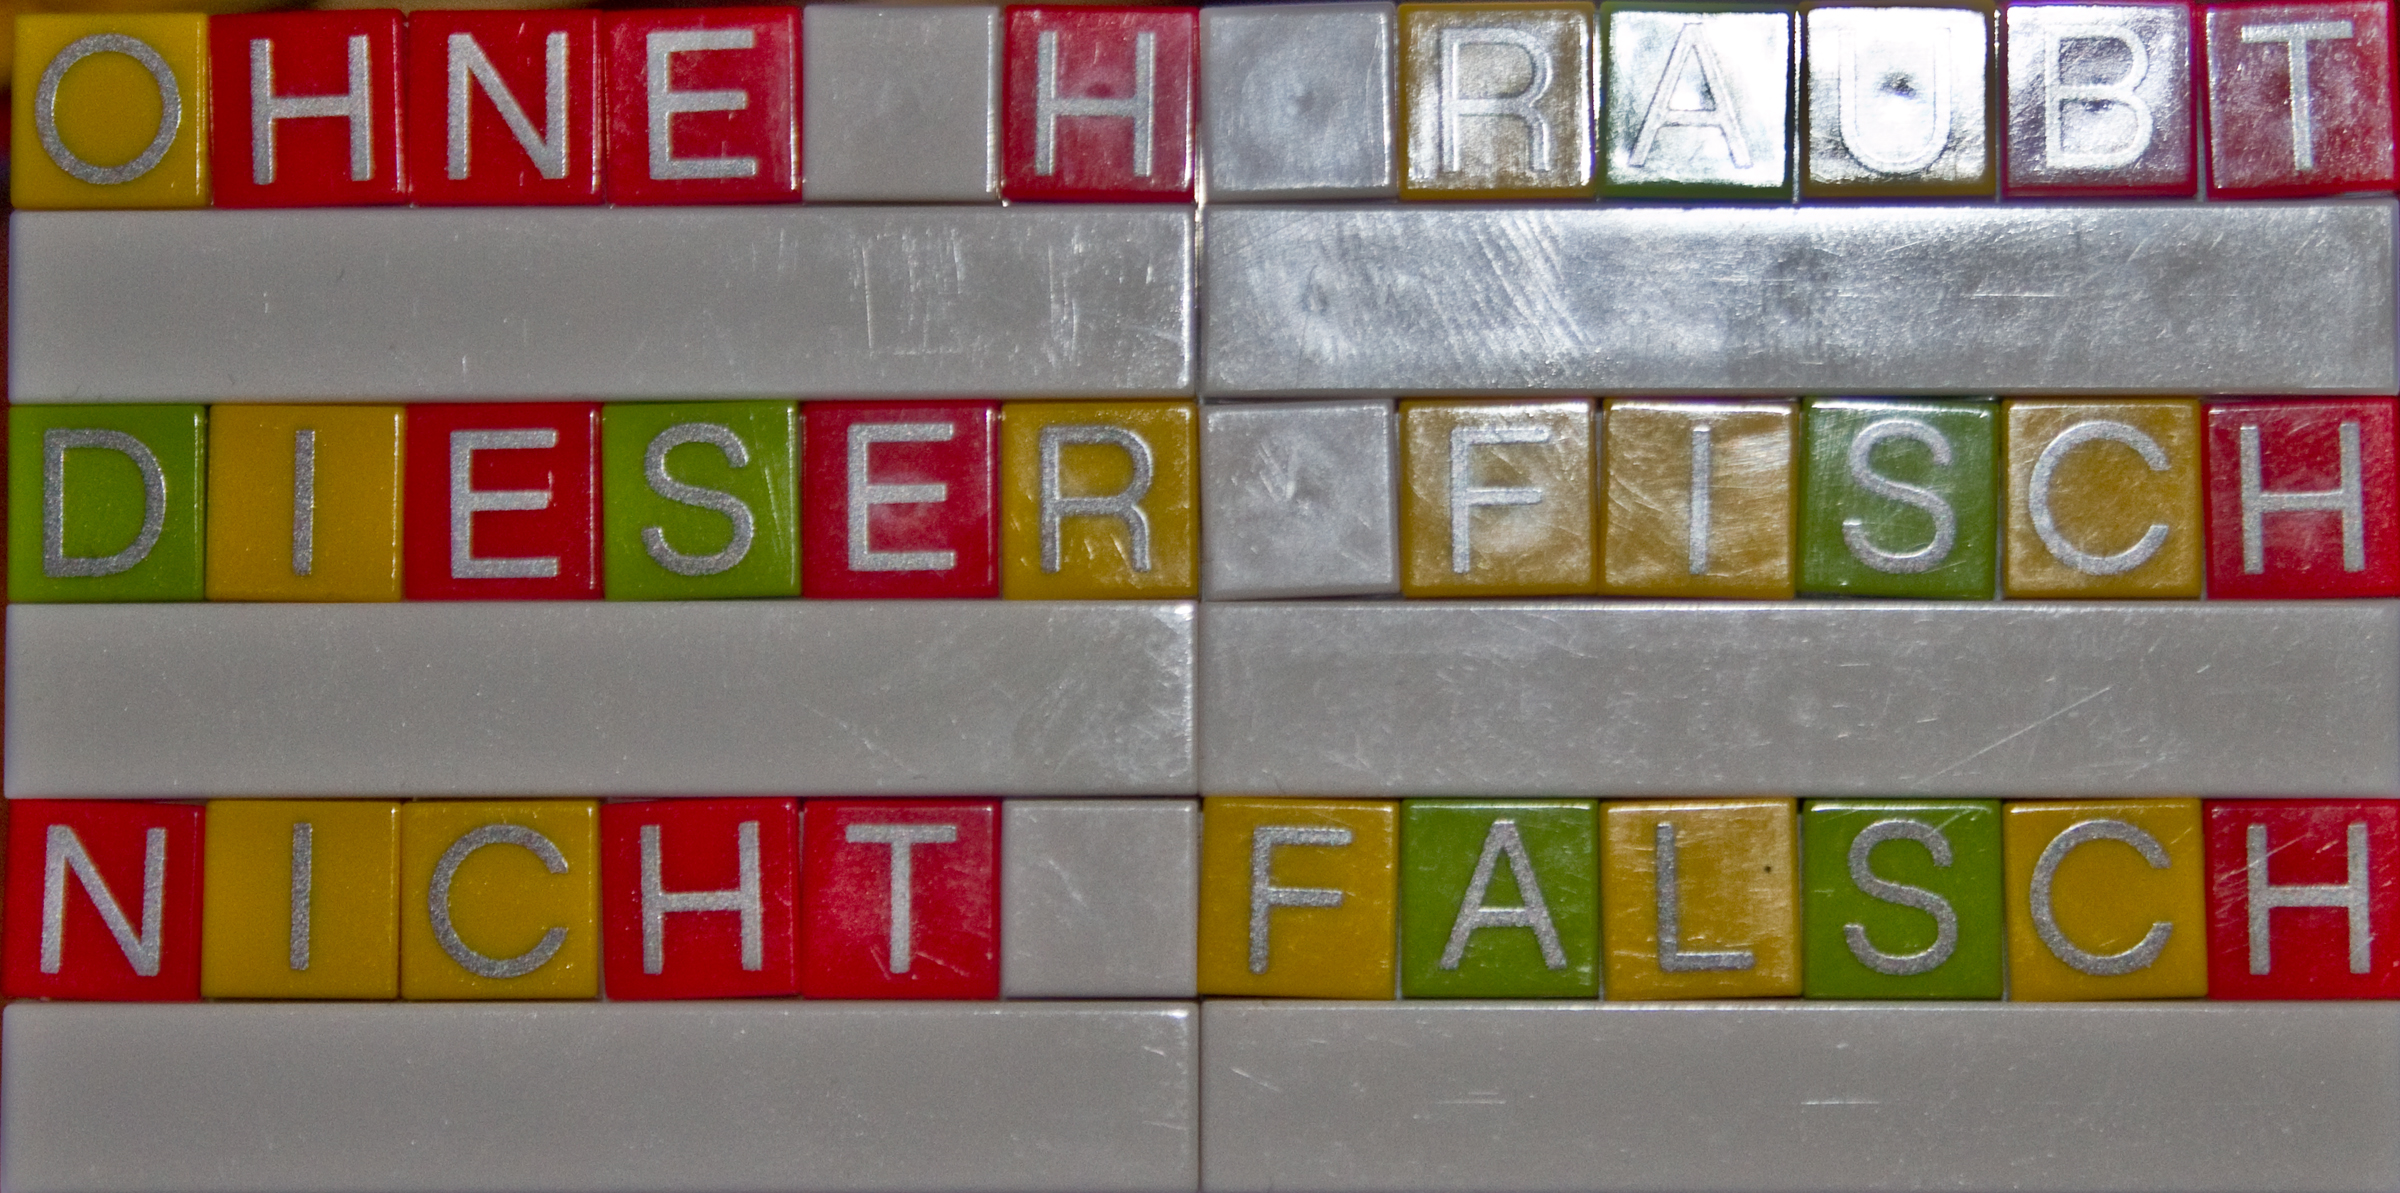 OHNE H RAUBT
DIESER FISCH
NICHT FALSCH